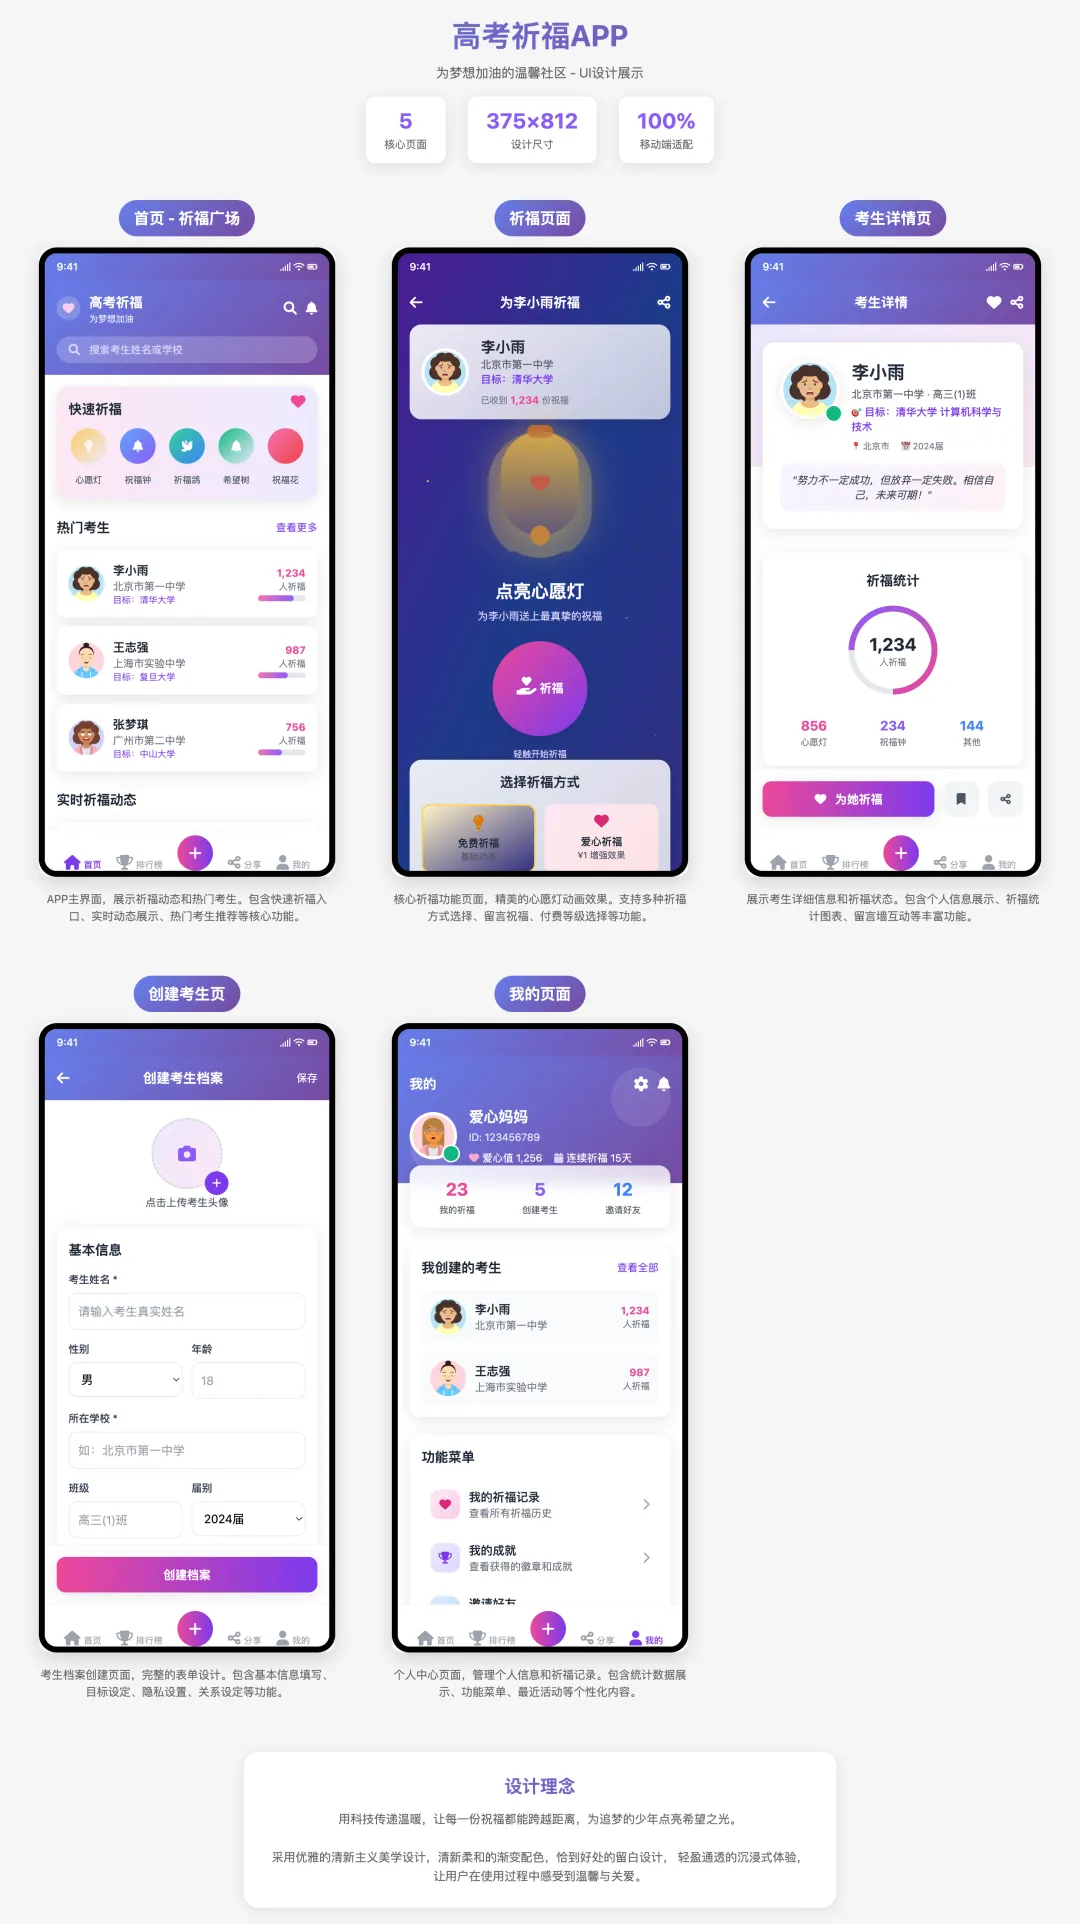 高考祈福APP
为梦想加油的温馨社区 - UI设计展示
5
核心页面
375×812
设计尺寸
100%
移动端适配
首页 - 祈福广场
9:41
高考祈福
为梦想加油
搜索考生姓名或学校
快速祈福
心愿灯
祝福钟
祈福鸽
希望树
祝福花
热门考生
查看更多
李小雨
北京市第一中学
目标：清华大学
1,234
人祈福
王志强
上海市实验中学
目标：复旦大学
987
人祈福
张梦琪
广州市第二中学
目标：中山大学
756
人祈福
实时祈福动态
首页
排行榜
分享
我的
APP主界面，展示祈福动态和热门考生。包含快速祈福入
口、实时动态展示、热门考生推荐等核心功能。
祈福页面
9:41
为李小雨祈福
李小雨
北京市第一中学
目标：清华大学
已收到 1,234 份祝福
点亮心愿灯
为李小雨送上最真挚的祝福
祈福
轻触开始祈福
选择祈福方式
免费祈福
基础动画
爱心祈福
¥1 增强效果
核心祈福功能页面，精美的心愿灯动画效果。支持多种祈福
方式选择、留言祝福、付费等级选择等功能。
考生详情页
9:41
考生详情
李小雨
北京市第一中学 · 高三(1)班
🎯 目标：清华大学 计算机科学与
技术
📍 北京市 📅 2024届
"努力不一定成功，但放弃一定失败。相信自
己，未来可期！"
祈福统计
1,234
人祈福
856
心愿灯
234
祝福钟
144
其他
为她祈福
首页
排行榜
分享
我的
展示考生详细信息和祈福状态。包含个人信息展示、祈福统
计图表、留言墙互动等丰富功能。
创建考生页
9:41
创建考生档案
保存
点击上传考生头像
基本信息
考生姓名 *
请输入考生真实姓名
性别
年龄
男
18
所在学校 *
如：北京市第一中学
班级
届别
高三(1)班
2024届
创建档案
首页
排行榜
分享
我的
考生档案创建页面，完整的表单设计。包含基本信息填写、
目标设定、隐私设置、关系设定等功能。
我的页面
9:41
我的
爱心妈妈
ID: 123456789
爱心值 1,256 连续祈福 15天
23
我的祈福
5
创建考生
12
邀请好友
我创建的考生
查看全部
李小雨
北京市第一中学
1,234
人祈福
王志强
上海市实验中学
987
人祈福
功能菜单
我的祈福记录
查看所有祈福历史
我的成就
查看获得的徽章和成就
邀请好友
首页
排行榜
分享
我的
个人中心页面，管理个人信息和祈福记录。包含统计数据展
示、功能菜单、最近活动等个性化内容。
设计理念
用科技传递温暖，让每一份祝福都能跨越距离，为追梦的少年点亮希望之光。
采用优雅的清新主义美学设计，清新柔和的渐变配色，恰到好处的留白设计， 轻盈通透的沉浸式体验，
让用户在使用过程中感受到温馨与关爱。